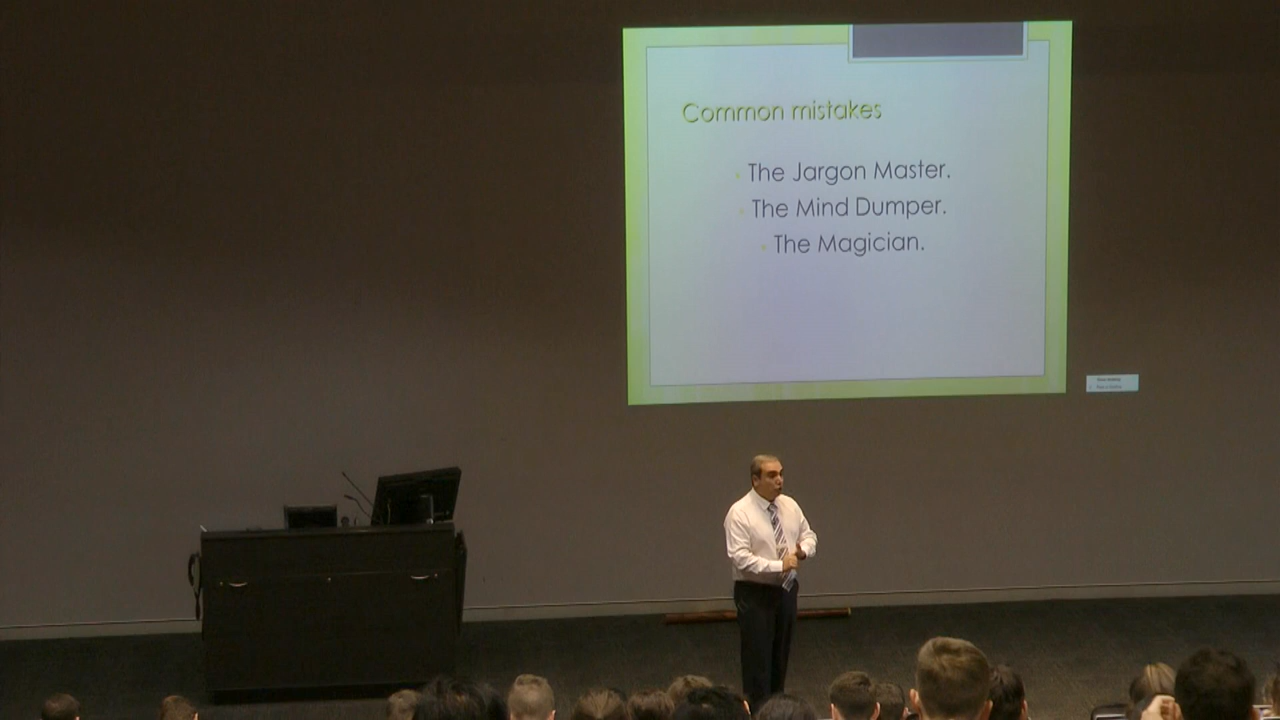 Common mistakes
The Jargon Master.
The Mind Dumper.
The Magician.